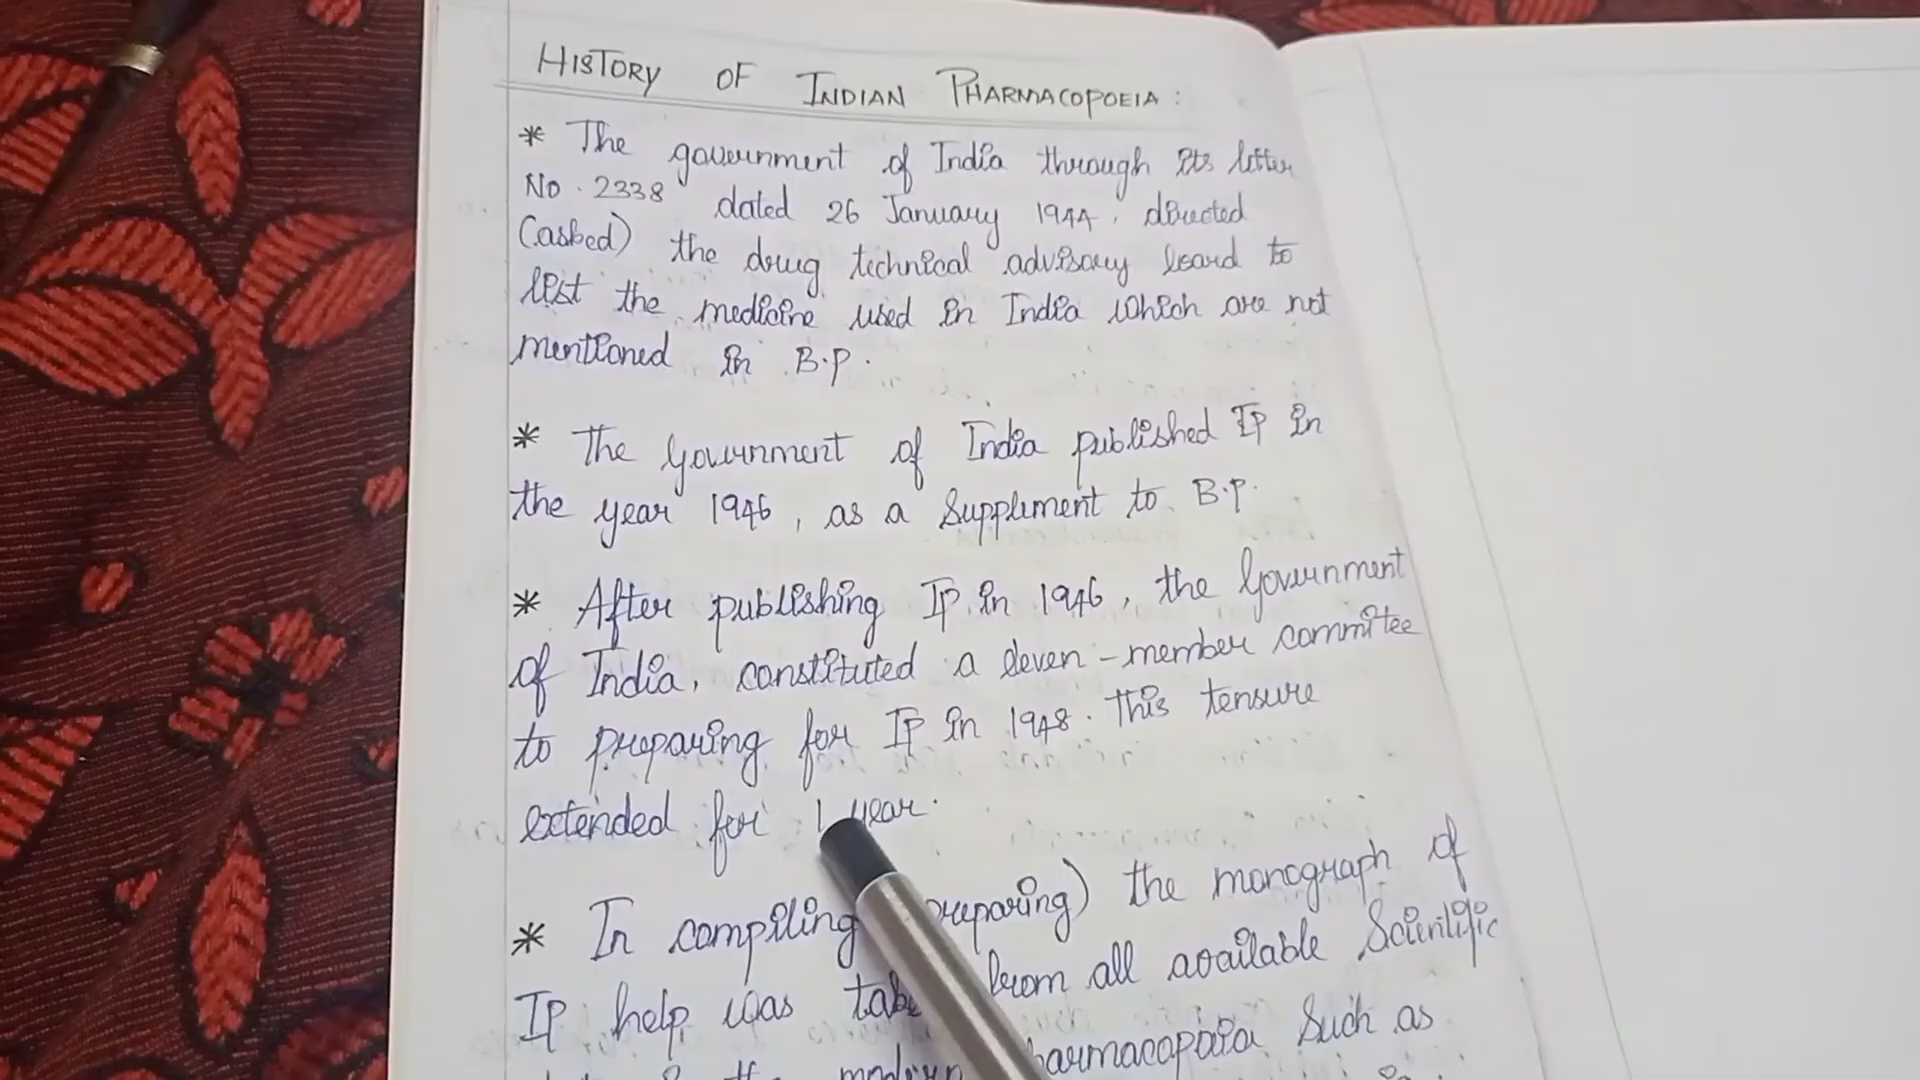 HISTORY OF INDIAN PHARMACOPOEIA :
* The government of India through its letter
No. 2338 dated 26 January 1944, directed
(asked) the drug technical advisory board to
list the medicine used in India which are not
mentioned in B.P.
* The Government of India published IP in
the year 1946, as a Supplement to B.P.
* After publishing IP in 1946, the Government
of India, constituted a eleven-member committee
to preparing for IP in 1948. This tensure
extended for 1 year.
* In compiling preparing) the monograph of
IP help was from all available Scientific
Such as